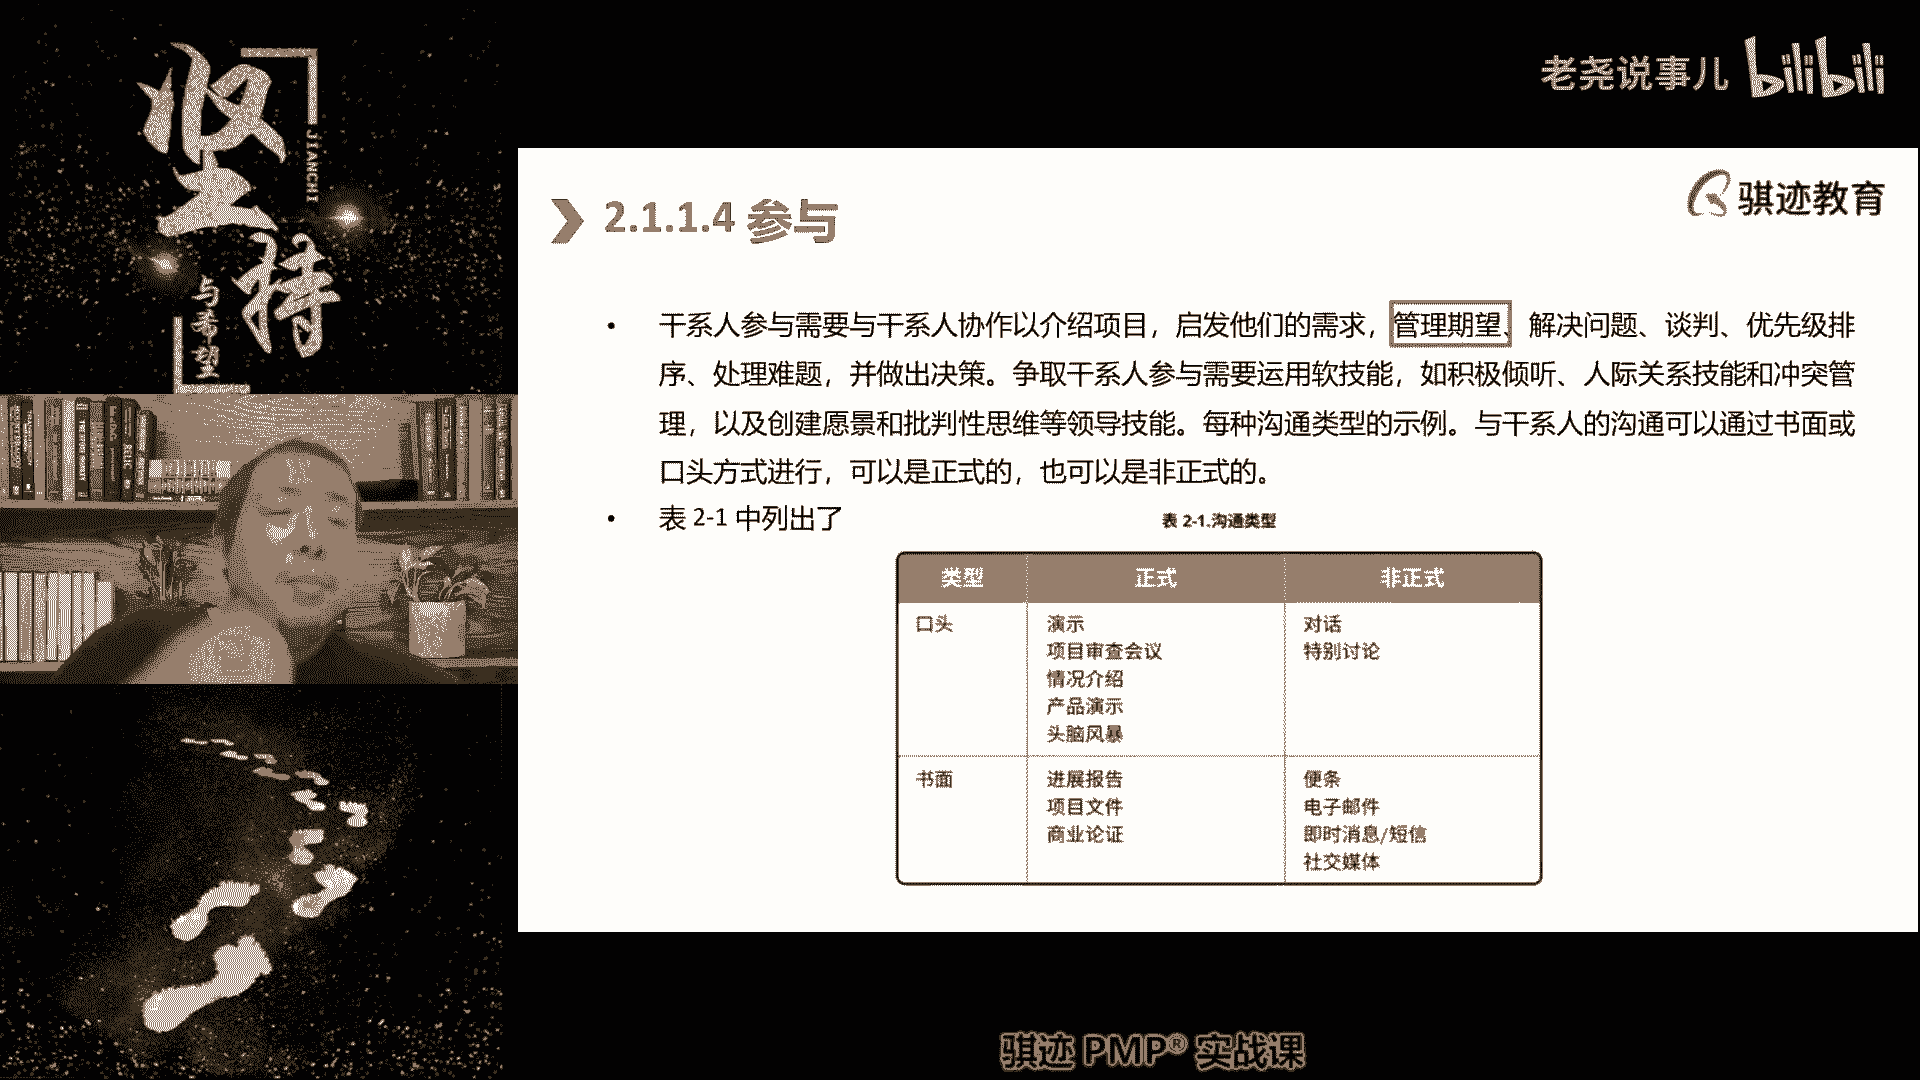 坚持
JIANCHI
与希望
老尧说事儿 bilibili
骐迹教育
2.1.1.4 参与
• 干系人参与需要与干系人协作以介绍项目，启发他们的需求，管理期望、解决问题、谈判、优先级排
序、处理难题，并做出决策。争取干系人参与需要运用软技能，如积极倾听、人际关系技能和冲突管
理，以及创建愿景和批判性思维等领导技能。每种沟通类型的示例。与干系人的沟通可以通过书面或
口头方式进行，可以是正式的，也可以是非正式的。
• 表 2-1 中列出了
表 2-1.沟通类型
类型 正式 非正式
口头 演示 对话
项目审查会议 特别讨论
情况介绍
产品演示
头脑风暴
书面 进展报告 便条
项目文件 电子邮件
商业论证 即时消息/短信
社交媒体
骐迹 PMP® 实战课